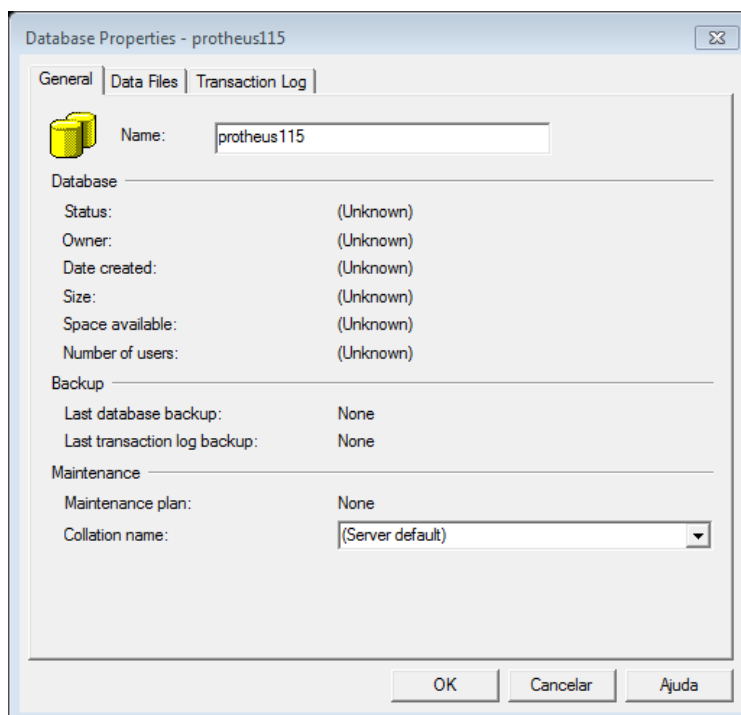 Database Properties - protheus115
General Data Files Transaction Log
Name: protheus115
Database
Status: (Unknown)
Owner: (Unknown)
Date created: (Unknown)
Size: (Unknown)
Space available: (Unknown)
Number of users: (Unknown)
Backup
Last database backup: None
Last transaction log backup: None
Maintenance
Maintenance plan: None
Collation name: (Server default)
OK Cancelar Ajuda